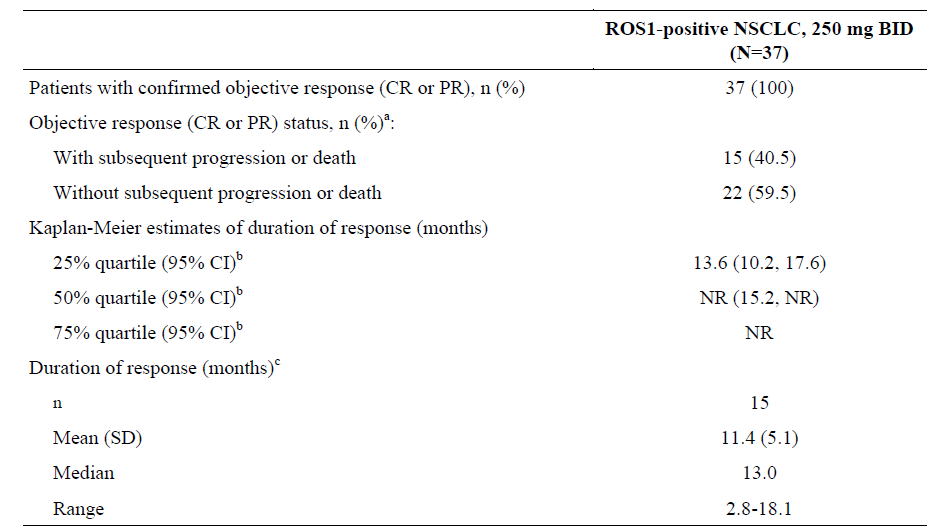 ROS1-positive NSCLC, 250 mg BID
(N=37)
Patients with confirmed objective response (CR or PR), n (%) 37 (100)
Objective response (CR or PR) status, n (%)a:
With subsequent progression or death 15 (40.5)
Without subsequent progression or death 22 (59.5)
Kaplan-Meier estimates of duration of response (months)
25% quartile (95% CI)b 13.6 (10.2, 17.6)
50% quartile (95% CI)b NR (15.2, NR)
75% quartile (95% CI)b NR
Duration of response (months)c
n 15
Mean (SD) 11.4 (5.1)
Median 13.0
Range 2.8-18.1